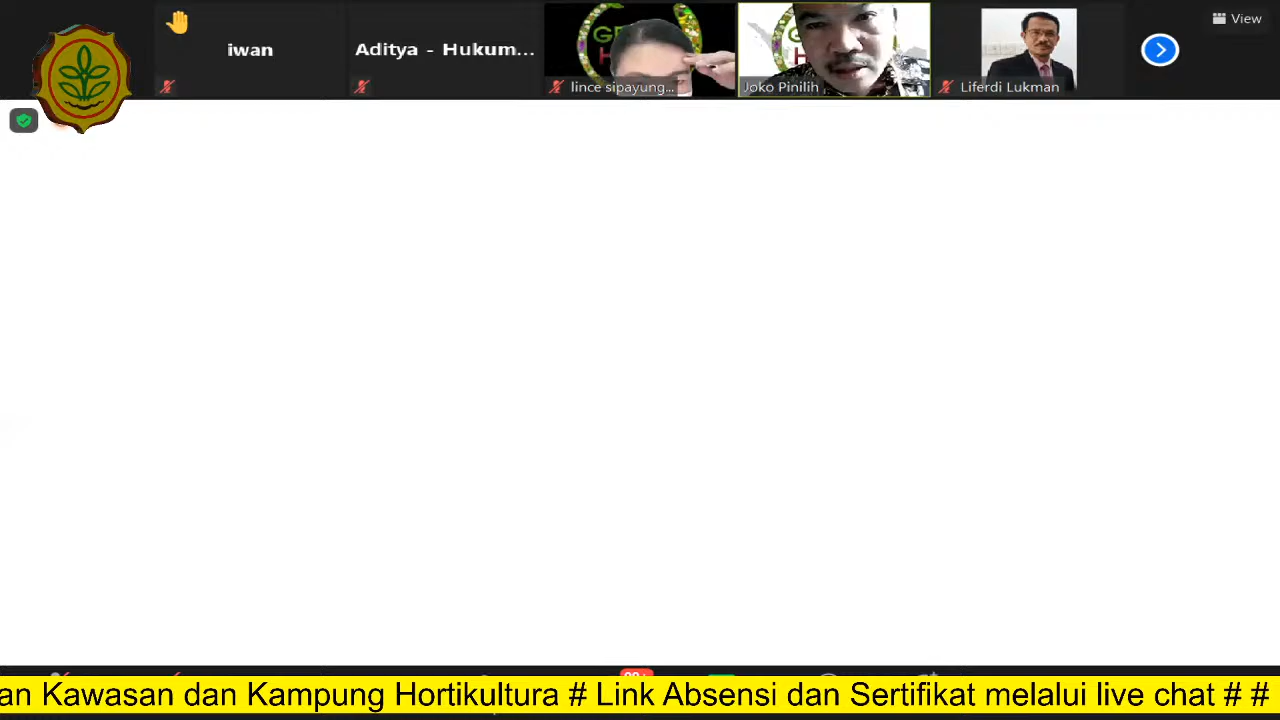 iwan
Aditya - Hukum...
lince sipayung...
Joko Pinilih
Liferdi Lukman
View
an Kawasan dan Kampung Hortikultura # Link Absensi dan Sertifikat melalui live chat # #